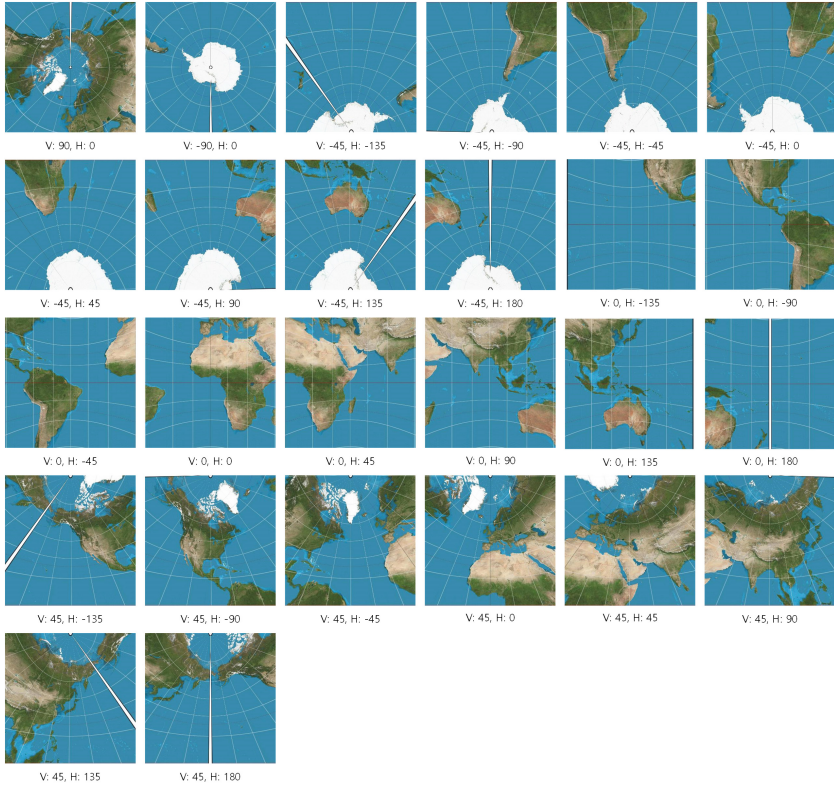 V: 90, H: 0
V: -90, H: 0
V: -45, H: -135
V: -45, H: -90
V: -45, H: -45
V: -45, H: 0
V: -45, H: 45
V: -45, H: 90
V: -45, H: 135
V: -45, H: 180
V: 0, H: -135
V: 0, H: -90
V: 0, H: -45
V: 0, H: 0
V: 0, H: 45
V: 0, H: 90
V: 0, H: 135
V: 0, H: 180
V: 45, H: -135
V: 45, H: -90
V: 45, H: -45
V: 45, H: 0
V: 45, H: 45
V: 45, H: 90
V: 45, H: 135
V: 45, H: 180